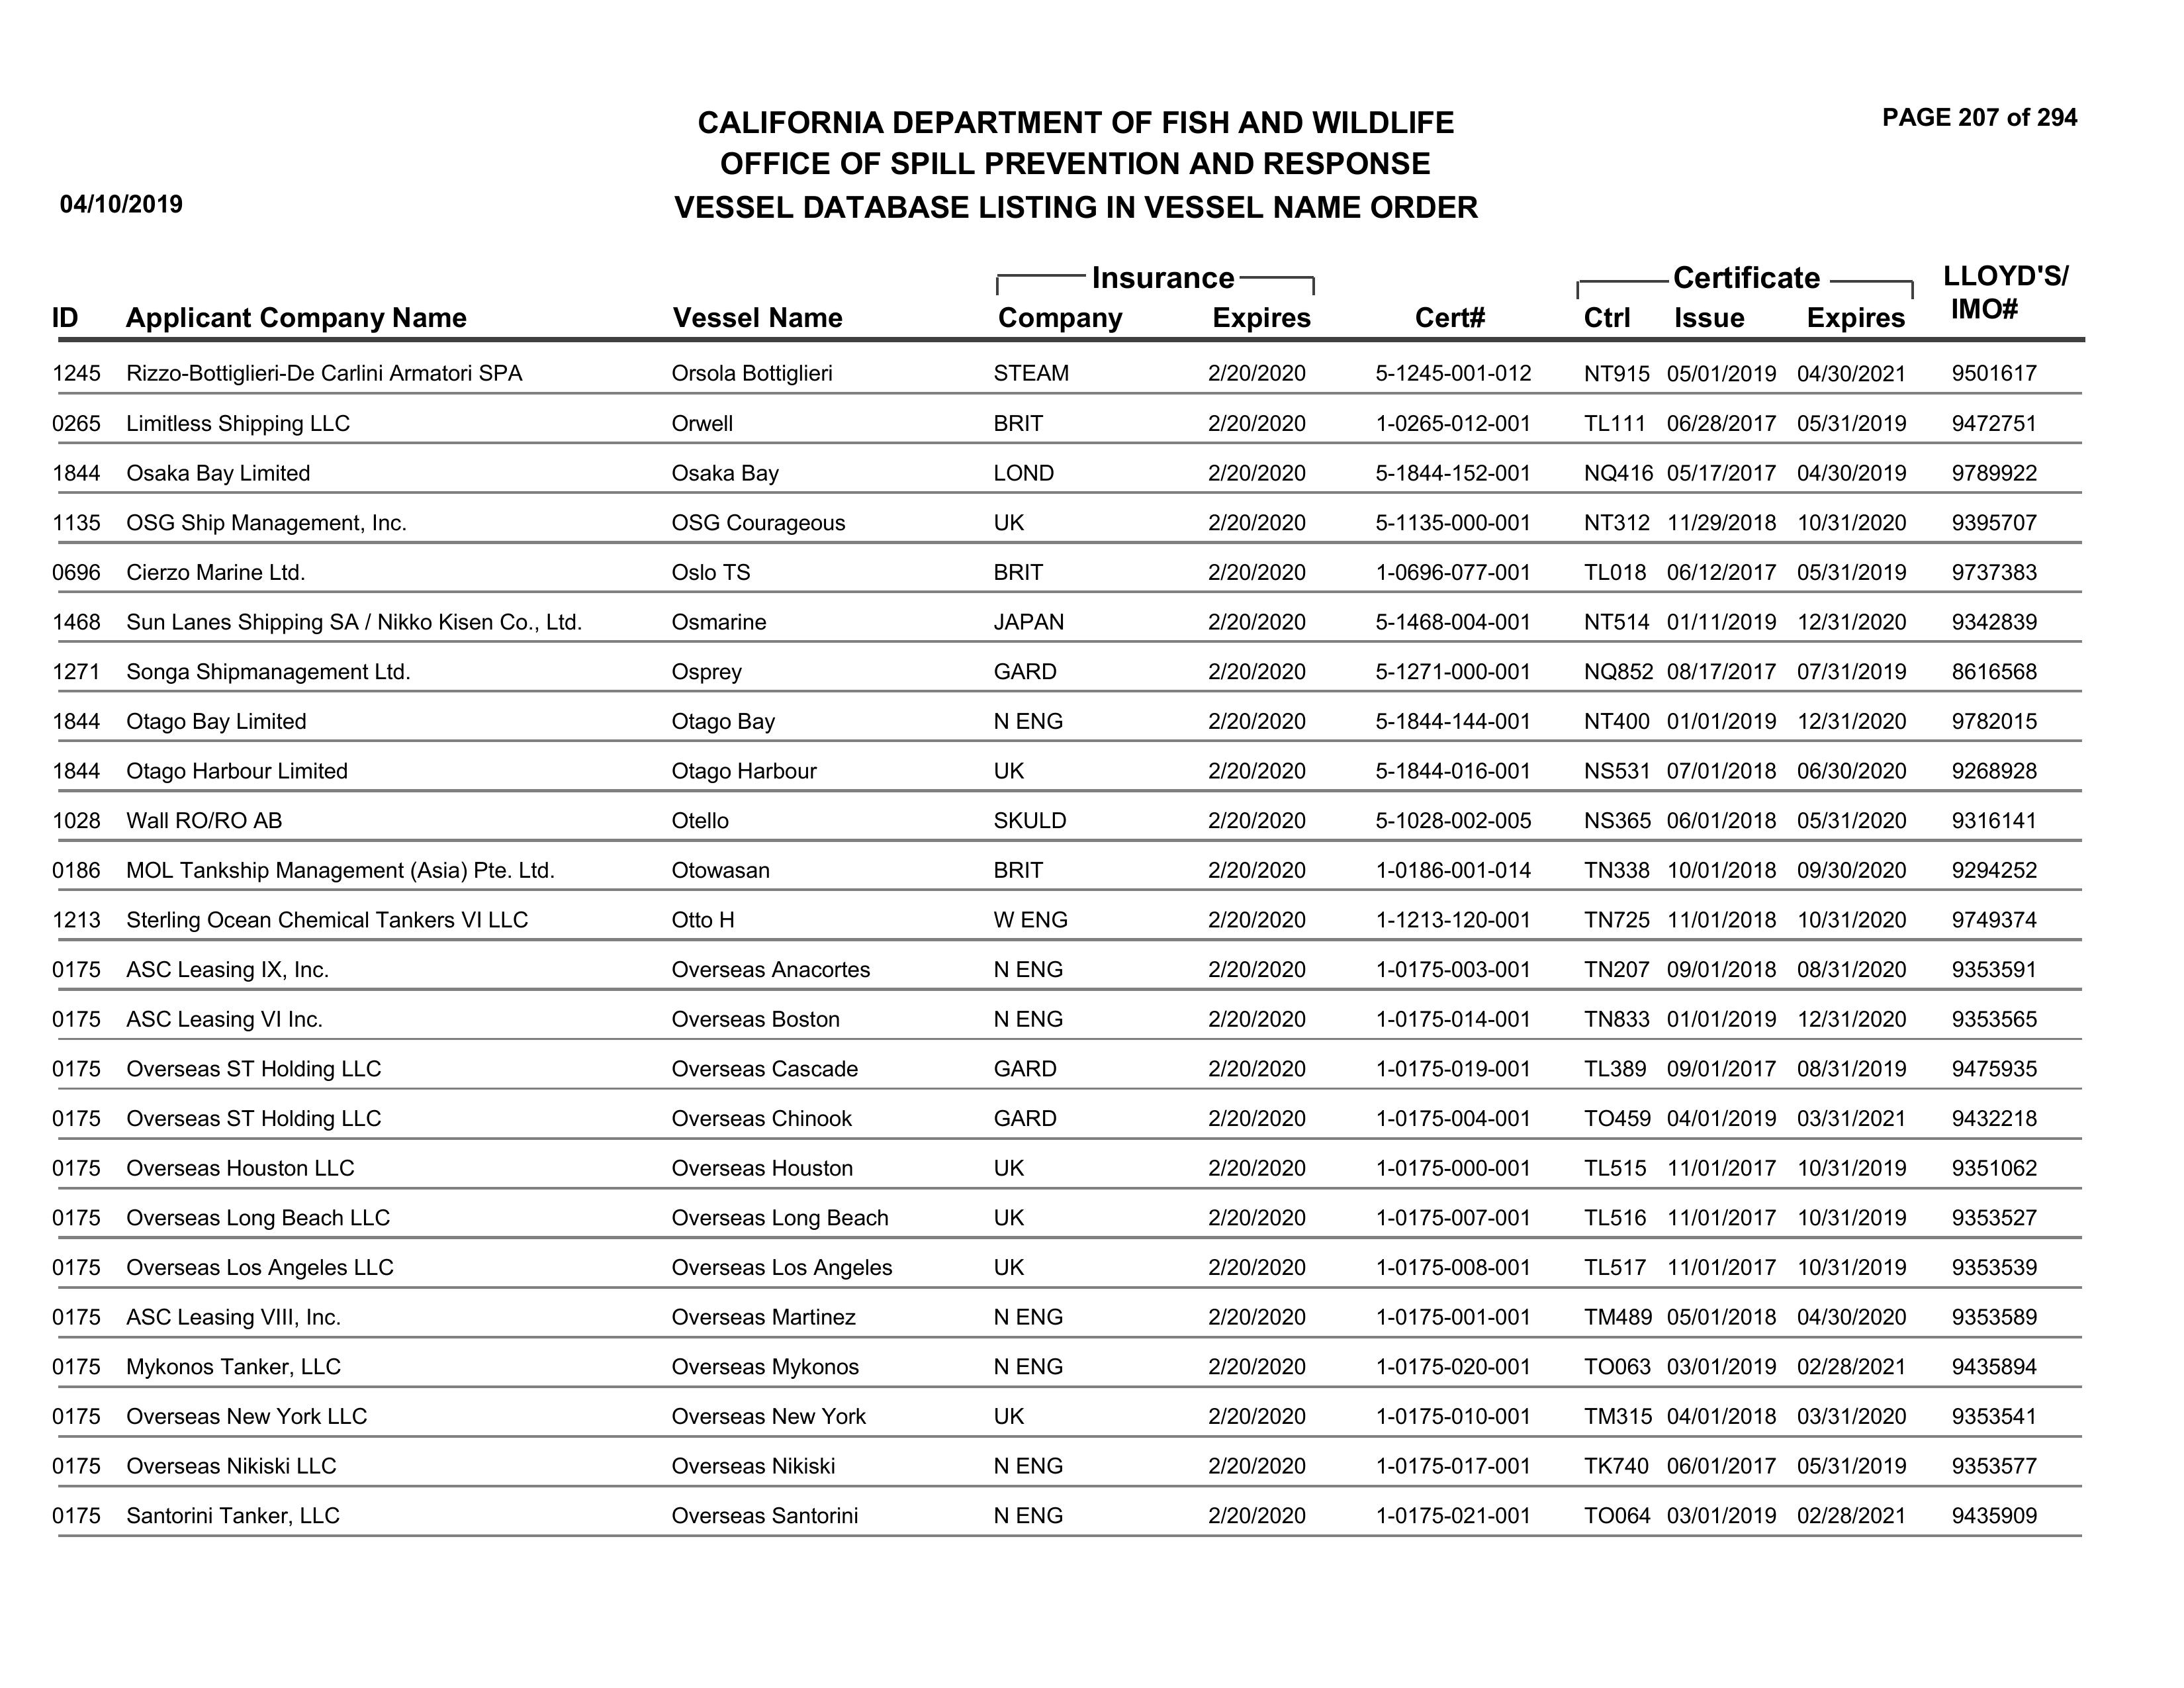 PAGE 207 of 294
CALIFORNIA DEPARTMENT OF FISH AND WILDLIFE
OFFICE OF SPILL PREVENTION AND RESPONSE
04/10/2019 VESSEL DATABASE LISTING IN VESSEL NAME ORDER
Insurance Certificate LLOYD'S/
ID Applicant Company Name Vessel Name Company Expires Cert# Ctrl Issue Expires IMO#
1245 Rizzo-Bottiglieri-De Carlini Armatori SPA Orsola Bottiglieri STEAM 2/20/2020 5-1245-001-012 NT915 05/01/2019 04/30/2021 9501617
0265 Limitless Shipping LLC Orwell BRIT 2/20/2020 1-0265-012-001 TL111 06/28/2017 05/31/2019 9472751
1844 Osaka Bay Limited Osaka Bay LOND 2/20/2020 5-1844-152-001 NQ416 05/17/2017 04/30/2019 9789922
1135 OSG Ship Management, Inc. OSG Courageous UK 2/20/2020 5-1135-000-001 NT312 11/29/2018 10/31/2020 9395707
0696 Cierzo Marine Ltd. Oslo TS BRIT 2/20/2020 1-0696-077-001 TL018 06/12/2017 05/31/2019 9737383
1468 Sun Lanes Shipping SA / Nikko Kisen Co., Ltd. Osmarine JAPAN 2/20/2020 5-1468-004-001 NT514 01/11/2019 12/31/2020 9342839
1271 Songa Shipmanagement Ltd. Osprey GARD 2/20/2020 5-1271-000-001 NQ852 08/17/2017 07/31/2019 8616568
1844 Otago Bay Limited Otago Bay N ENG 2/20/2020 5-1844-144-001 NT400 01/01/2019 12/31/2020 9782015
1844 Otago Harbour Limited Otago Harbour UK 2/20/2020 5-1844-016-001 NS531 07/01/2018 06/30/2020 9268928
1028 Wall RO/RO AB Otello SKULD 2/20/2020 5-1028-002-005 NS365 06/01/2018 05/31/2020 9316141
0186 MOL Tankship Management (Asia) Pte. Ltd. Otowasan BRIT 2/20/2020 1-0186-001-014 TN338 10/01/2018 09/30/2020 9294252
1213 Sterling Ocean Chemical Tankers VI LLC Otto H W ENG 2/20/2020 1-1213-120-001 TN725 11/01/2018 10/31/2020 9749374
0175 ASC Leasing IX, Inc. Overseas Anacortes N ENG 2/20/2020 1-0175-003-001 TN207 09/01/2018 08/31/2020 9353591
0175 ASC Leasing VI Inc. Overseas Boston N ENG 2/20/2020 1-0175-014-001 TN833 01/01/2019 12/31/2020 9353565
0175 Overseas ST Holding LLC Overseas Cascade GARD 2/20/2020 1-0175-019-001 TL389 09/01/2017 08/31/2019 9475935
0175 Overseas ST Holding LLC Overseas Chinook GARD 2/20/2020 1-0175-004-001 TO459 04/01/2019 03/31/2021 9432218
0175 Overseas Houston LLC Overseas Houston UK 2/20/2020 1-0175-000-001 TL515 11/01/2017 10/31/2019 9351062
0175 Overseas Long Beach LLC Overseas Long Beach UK 2/20/2020 1-0175-007-001 TL516 11/01/2017 10/31/2019 9353527
0175 Overseas Los Angeles LLC Overseas Los Angeles UK 2/20/2020 1-0175-008-001 TL517 11/01/2017 10/31/2019 9353539
0175 ASC Leasing VIII, Inc. Overseas Martinez N ENG 2/20/2020 1-0175-001-001 TM489 05/01/2018 04/30/2020 9353589
0175 Mykonos Tanker, LLC Overseas Mykonos N ENG 2/20/2020 1-0175-020-001 TO063 03/01/2019 02/28/2021 9435894
0175 Overseas New York LLC Overseas New York UK 2/20/2020 1-0175-010-001 TM315 04/01/2018 03/31/2020 9353541
0175 Overseas Nikiski LLC Overseas Nikiski N ENG 2/20/2020 1-0175-017-001 TK740 06/01/2017 05/31/2019 9353577
0175 Santorini Tanker, LLC Overseas Santorini N ENG 2/20/2020 1-0175-021-001 TO064 03/01/2019 02/28/2021 9435909